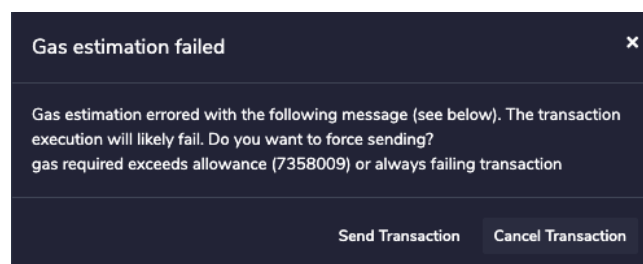 Gas estimation failed
Gas estimation errored with the following message (see below). The transaction
execution will likely fail. Do you want to force sending?
gas required exceeds allowance (7358009) or always failing transaction
Send Transaction Cancel Transaction